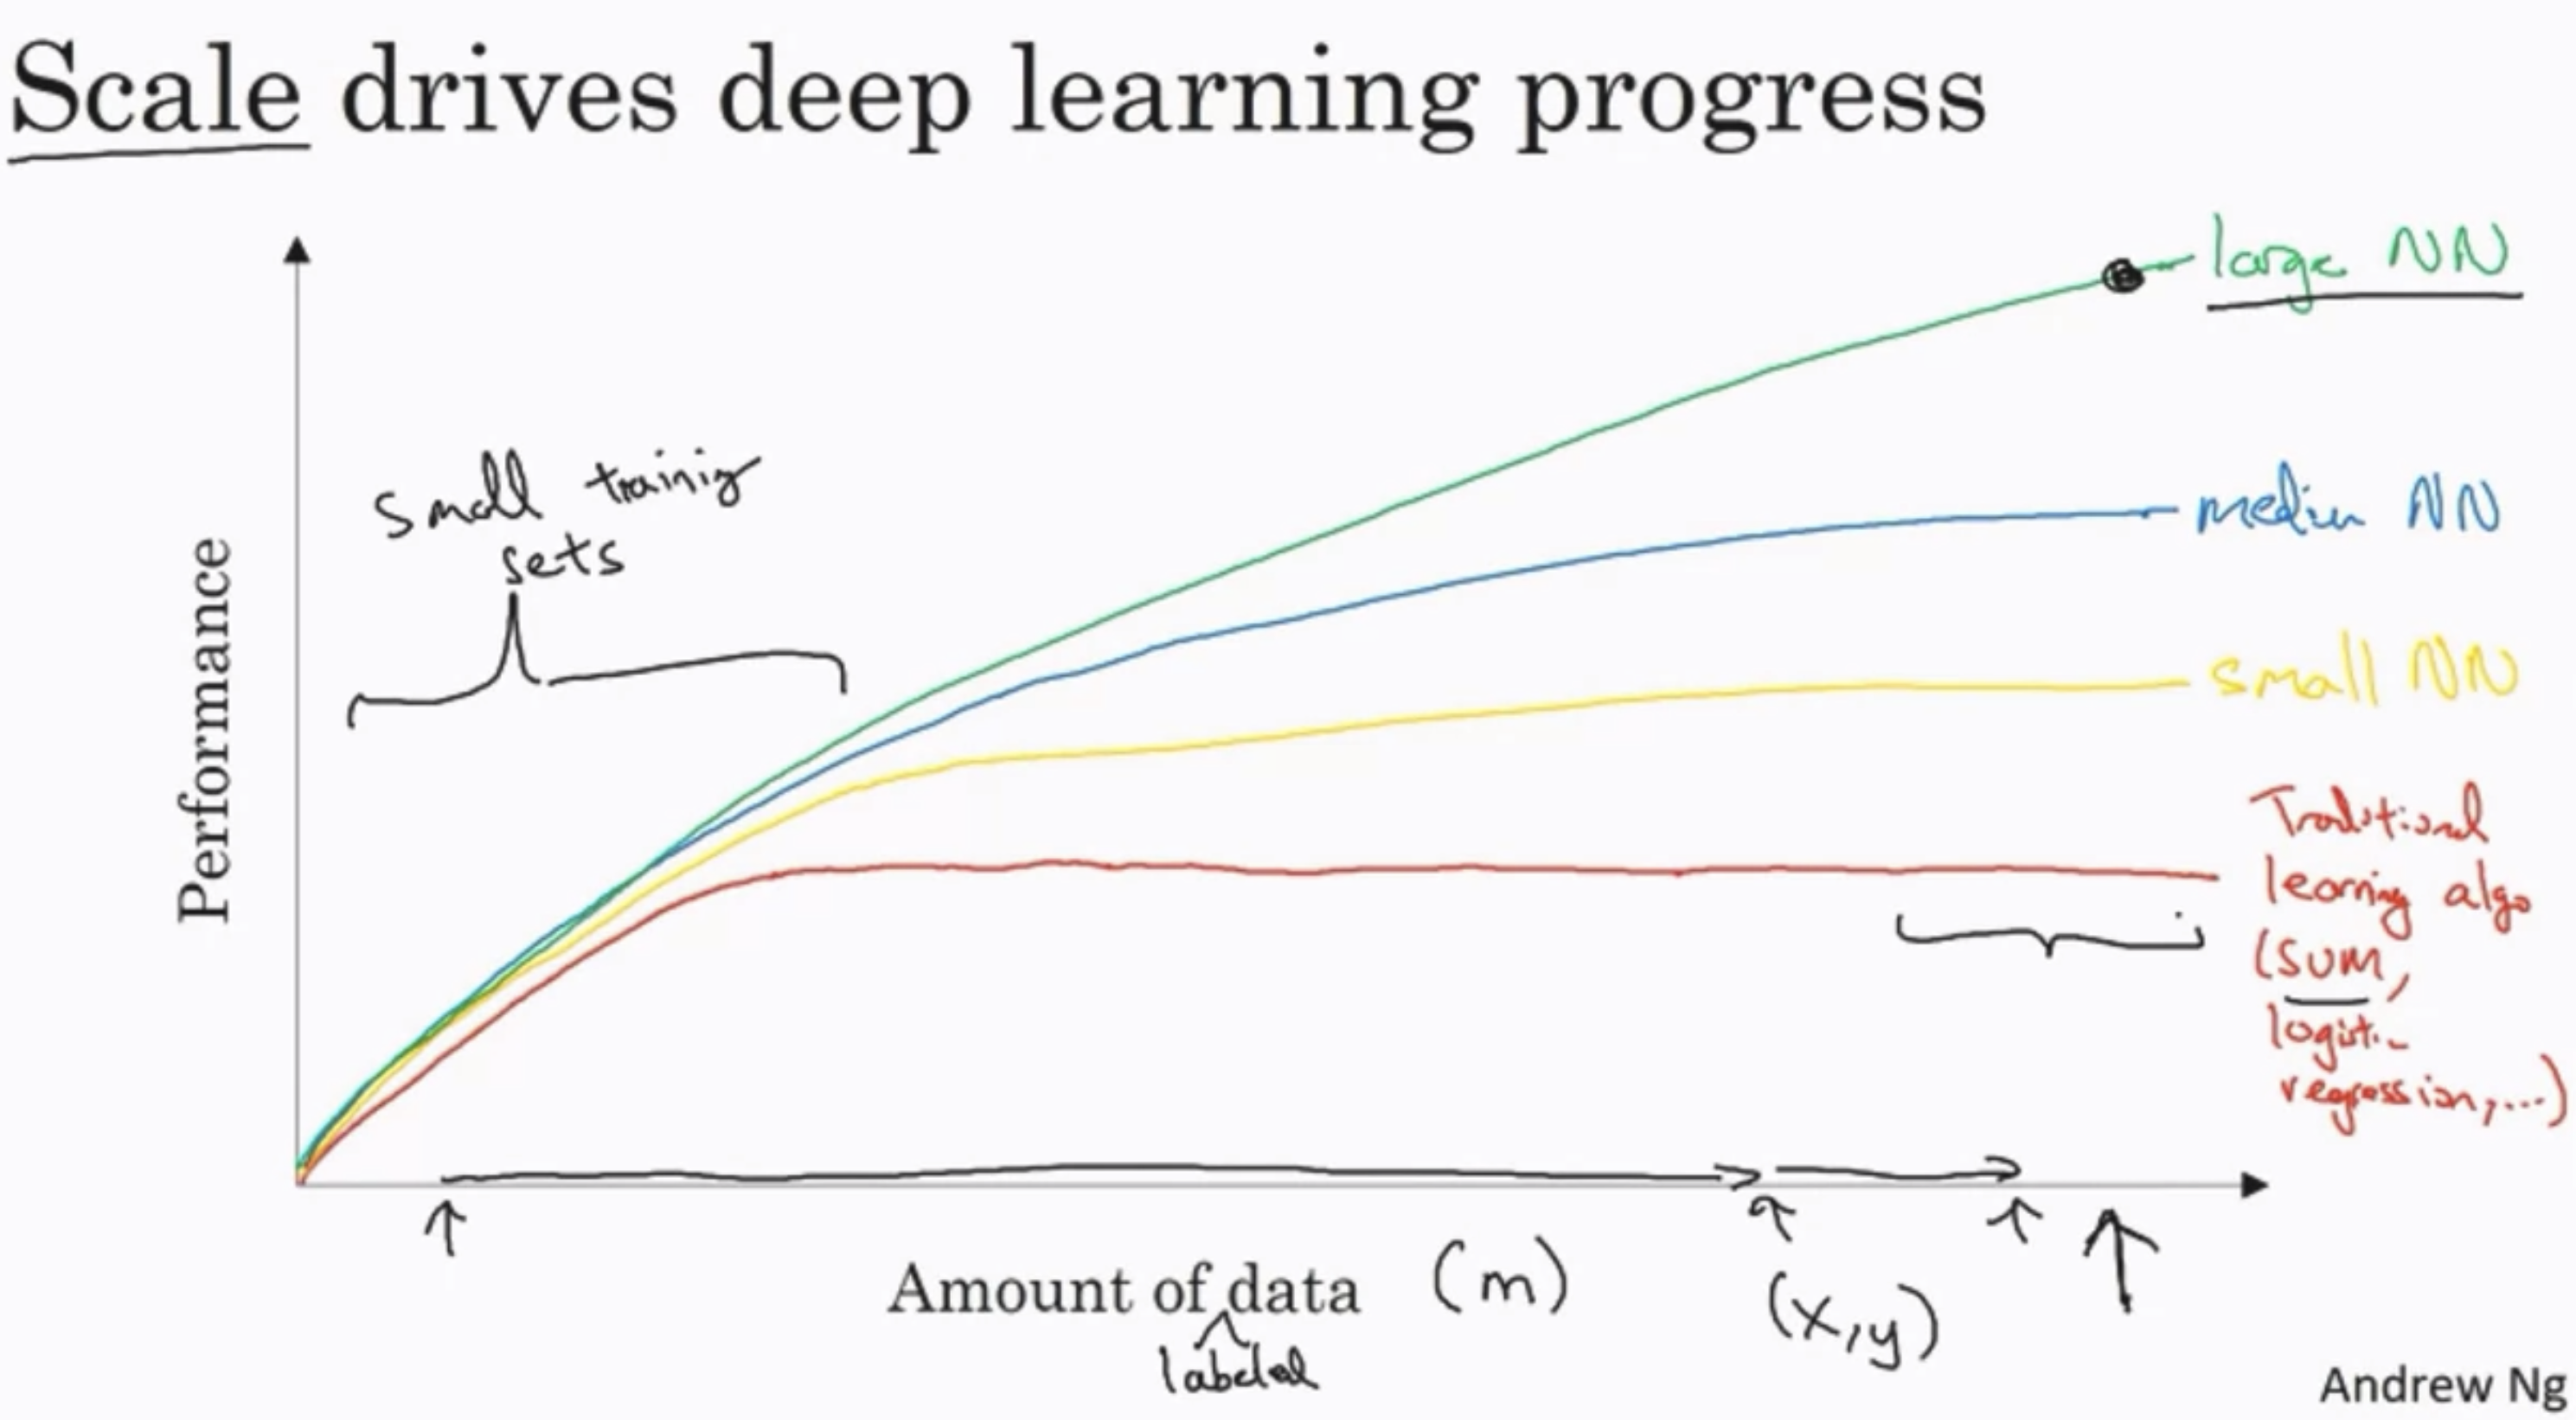 Scale drives deep learning progress
large NN
small training
sets
medium NN
small NN
Performance
Traditional
learning algo
(SVM,
logistic
regression,...)
Amount of data (m)
labeled
(x,y)
Andrew Ng